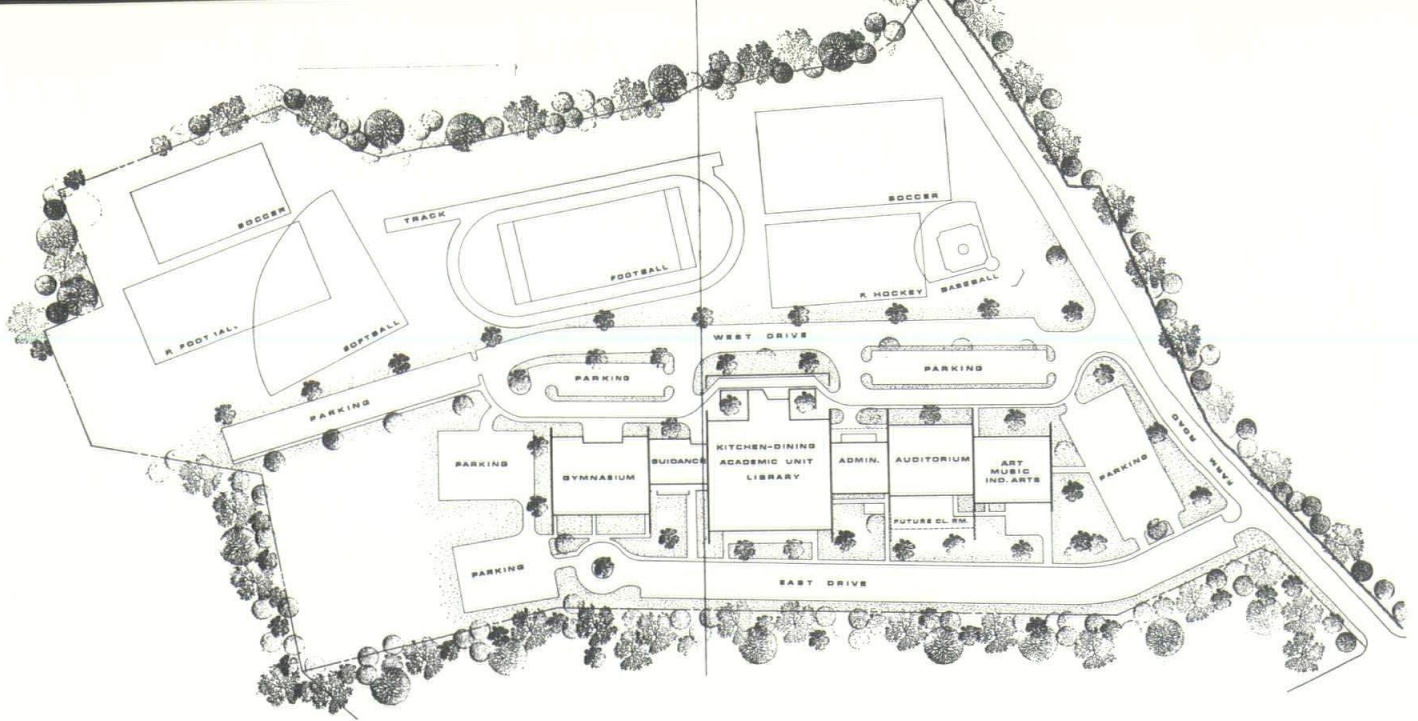 SOCCER
SOCCER
TRACK
FOOTBALL
P. FOOTBALL
SOFTBALL
F. HOCKEY
BASEBALL
WEST DRIVE
PARKING
PARKING
PARKING
PARKING
GYMNASIUM
GUIDANCE
KITCHEN-DINING
ACADEMIC UNIT
LIBRARY
ADMIN.
AUDITORIUM
ART
MUSIC
IND. ARTS
PARKING
FARM ROAD
FUTURE CL. RM.
PARKING
EAST DRIVE